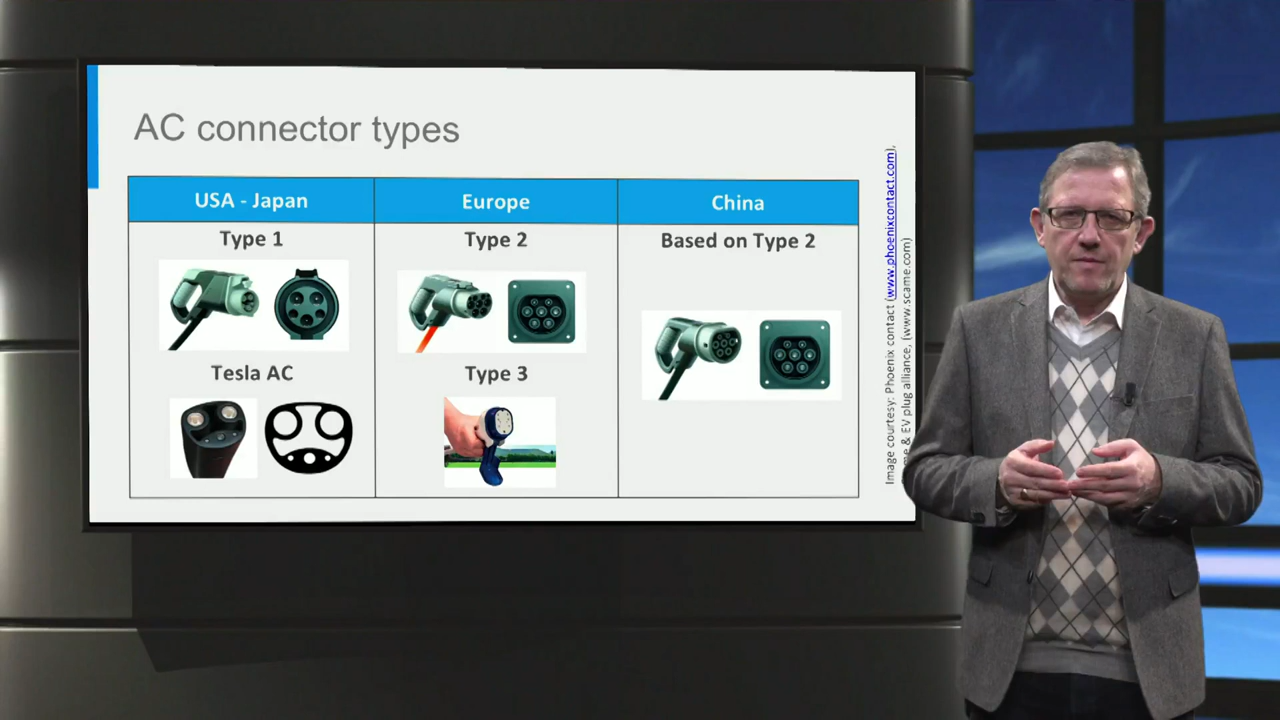 AC connector types
USA - Japan
Europe
China
Type 1
Type 2
Based on Type 2
Tesla AC
Type 3
Image courtesy: Phoenix contact (www.phoenixcontact.com),
& EV plug alliance, (www.scame.com)